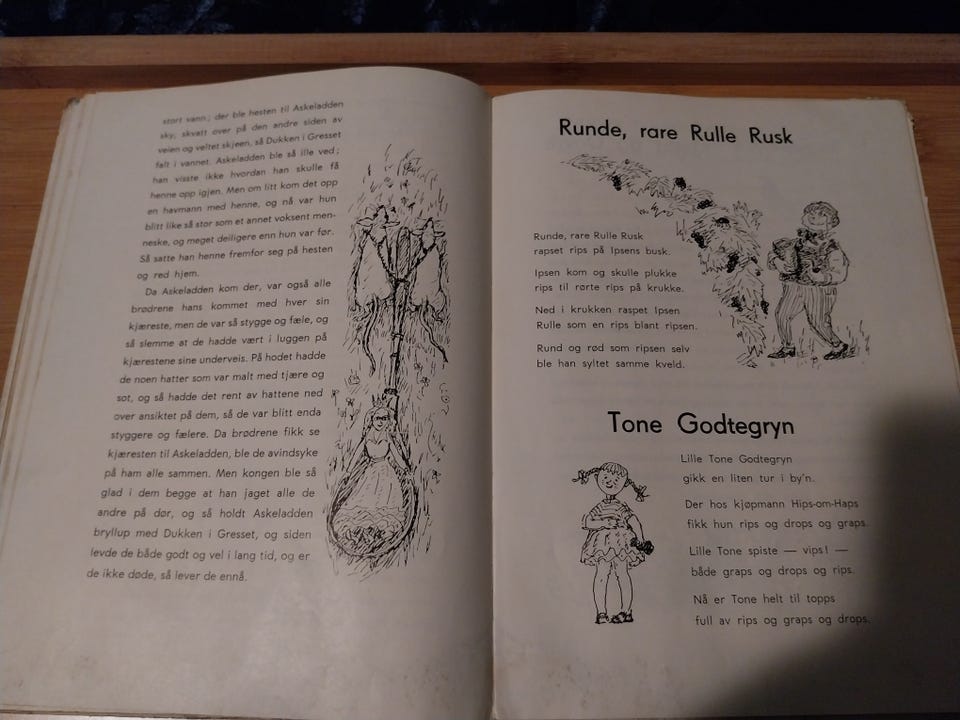 stort vann; der ble hesten til Askeladden
sky, skvatt over på den andre siden av
veien og veltet skjeen, så Dukken i Gresset
falt i vannet. Askeladden ble så ille ved;
han visste ikke hvordan han skulle få
henne opp igjen. Men om litt kom det opp
en havmann med henne, og nå var hun
blitt like så stor som et annet voksent men-
neske, og meget deiligere enn hun var før.
Så satte han henne fremfor seg på hesten
og red hjem.
Da Askeladden kom der, var også alle
brødrene hans kommet med hver sin
kjæreste, men de var så stygge og fæle, og
så slemme at de hadde vært i luggen på
kjærestene sine underveis. På hodet hadde
de noen hatter som var malt med tjære og
sot, og så hadde det rent av hattene ned
over ansiktet på dem, så de var blitt enda
styggere og fælere. Da brødrene fikk se
kjæresten til Askeladden, ble de avindsyke
på ham alle sammen. Men kongen ble så
glad i dem begge at han jaget alle de
andre på dør, og så holdt Askeladden
bryllup med Dukken i Gresset, og siden
levde de både godt og vel i lang tid, og er
de ikke døde, så lever de ennå.
Runde, rare Rulle Rusk
Runde, rare Rulle Rusk
rapset rips på Ipsens busk.
Ipsen kom og skulle plukke
rips til rørte rips på krukke.
Ned i krukken raspet Ipsen
Rulle som en rips blant ripsen.
Rund og rød som ripsen selv
ble han syltet samme kveld.
Tone Godtegryn
Lille Tone Godtegryn
gikk en liten tur i by'n.
Der hos kjøpmann Hips-om-Haps
fikk hun rips og drops og graps.
Lille Tone spiste — vips! —
både graps og drops og rips.
Nå er Tone helt til topps
full av rips og graps og drops.